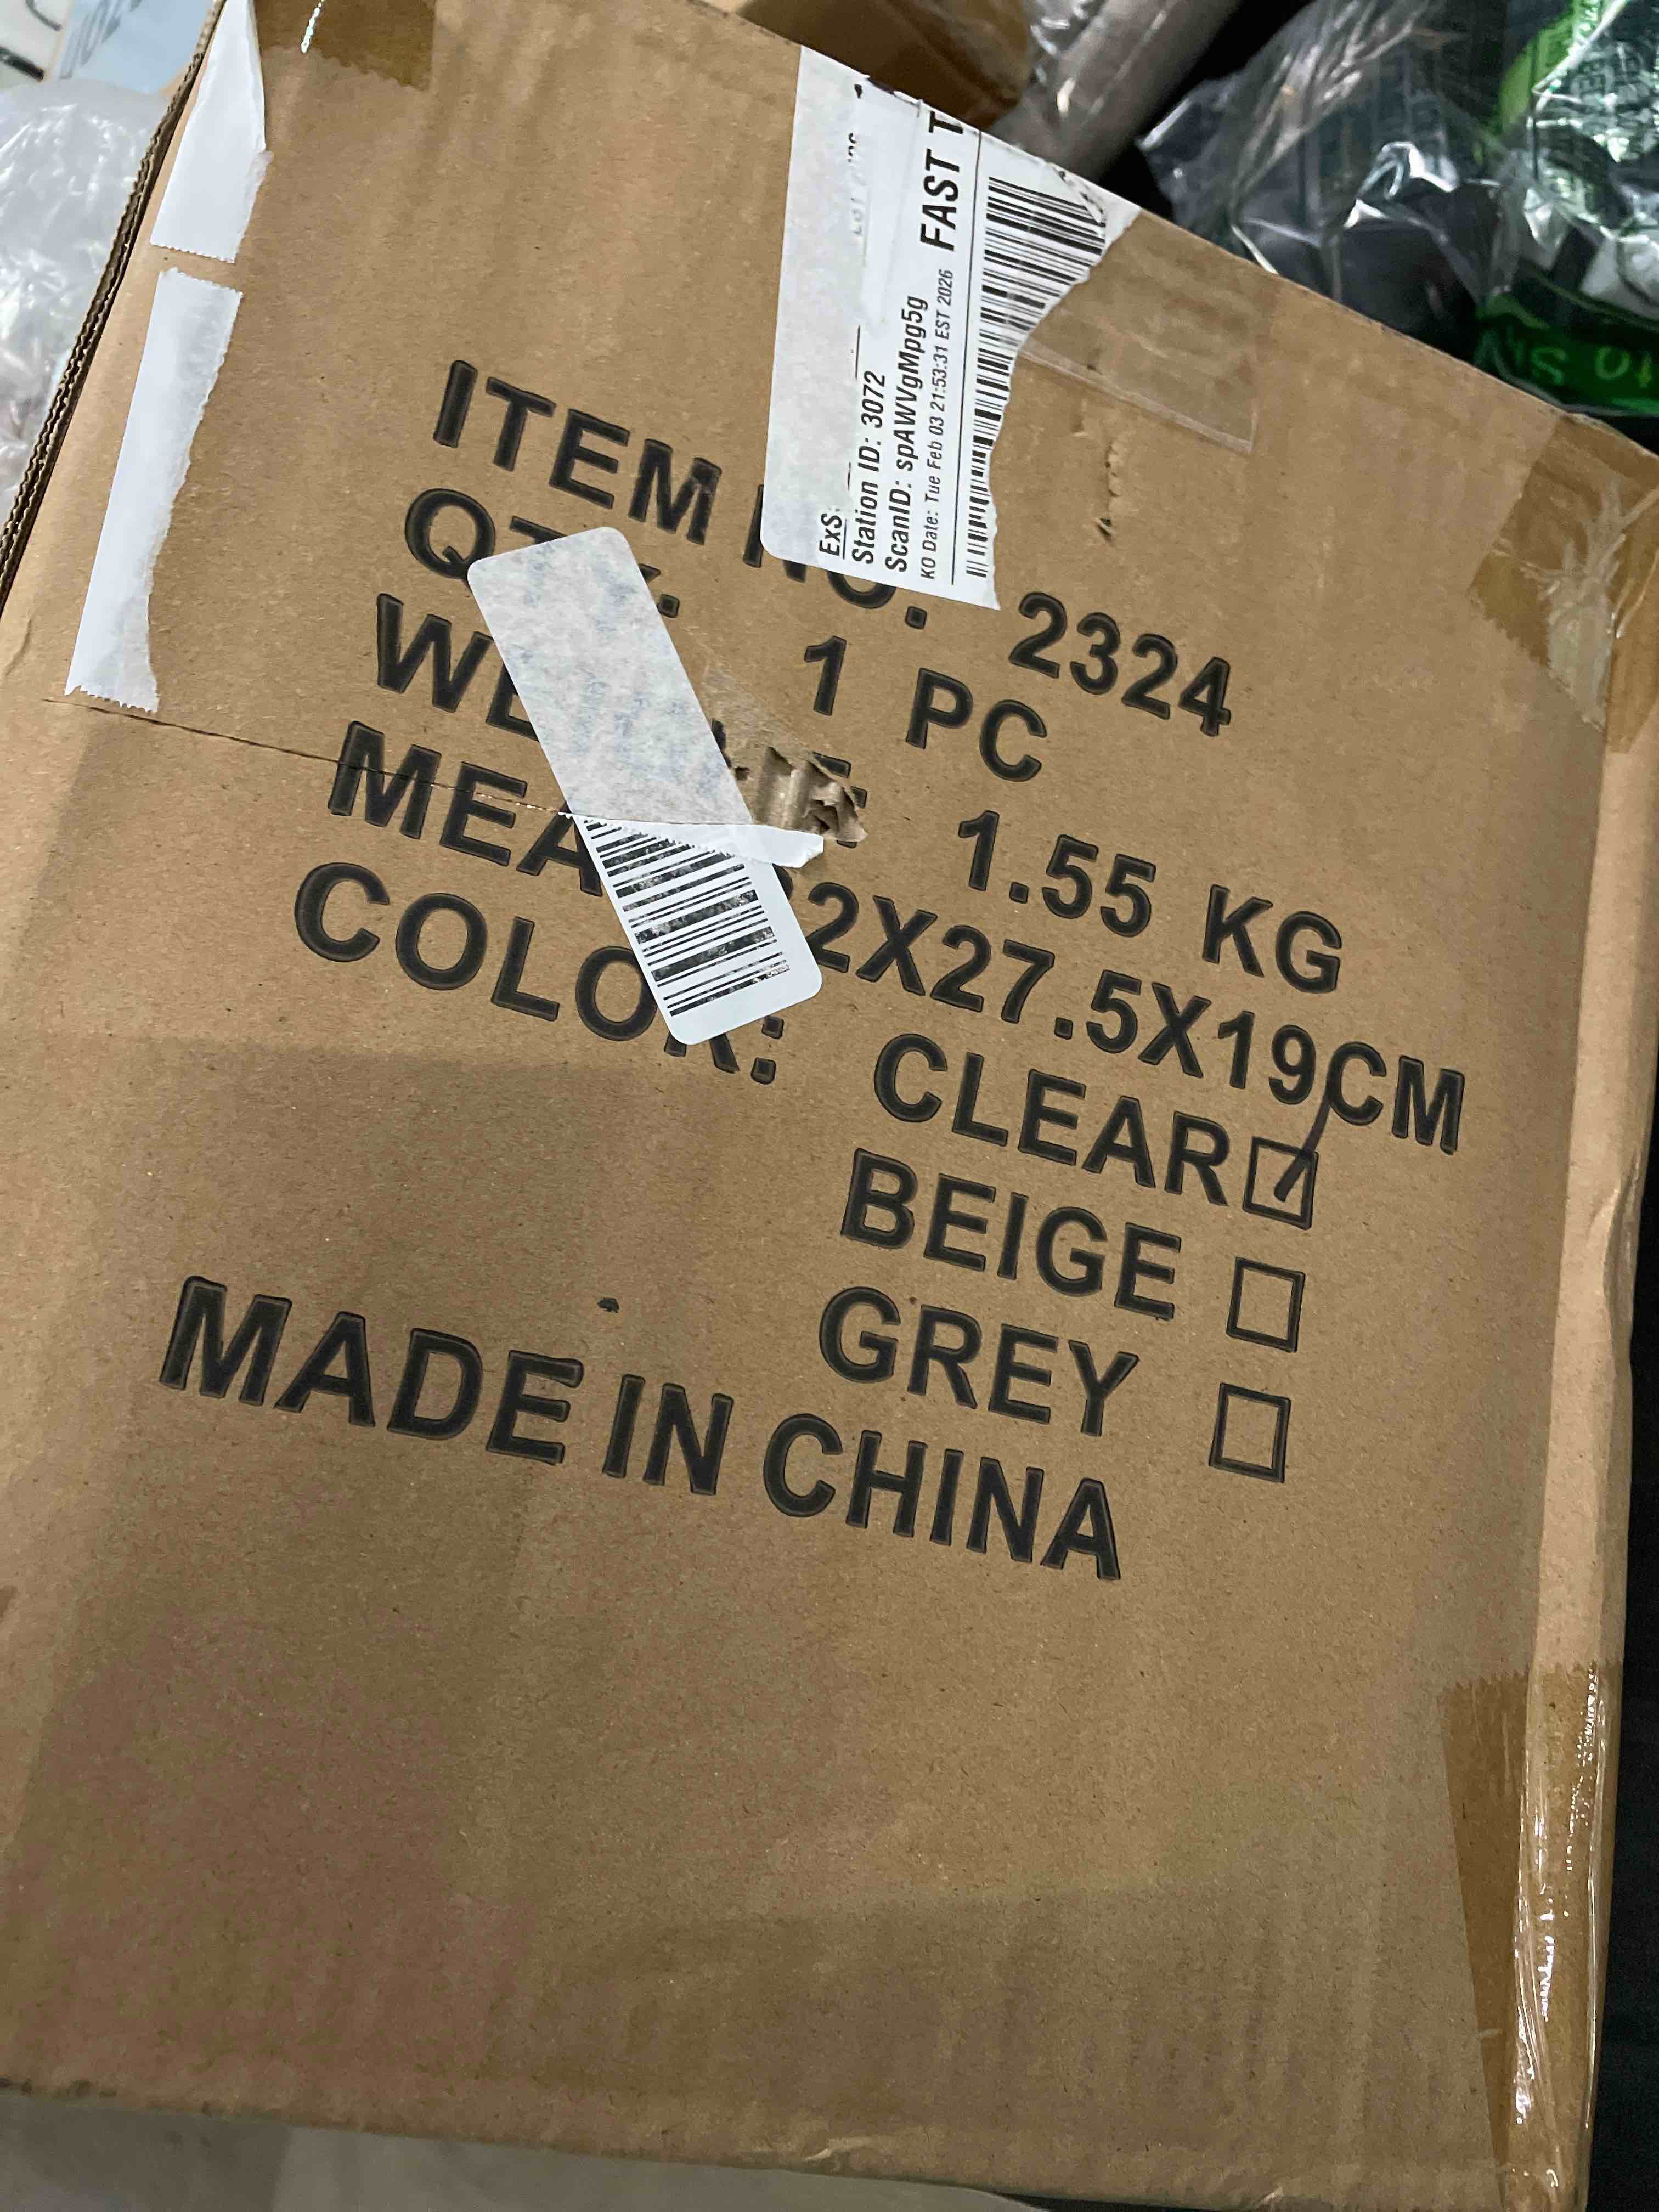 ExS:
Station ID: 3072
ScanID: spAWVgMpg5g
KO Date: Tue Feb 03 21:53:31 EST 2026 FAST T
ITEM NO. 2324
QTY. 1 PC
1.55 KG
2X27.5X19CM
COLOR: CLEAR
BEIGE
GREY
MADE IN CHINA